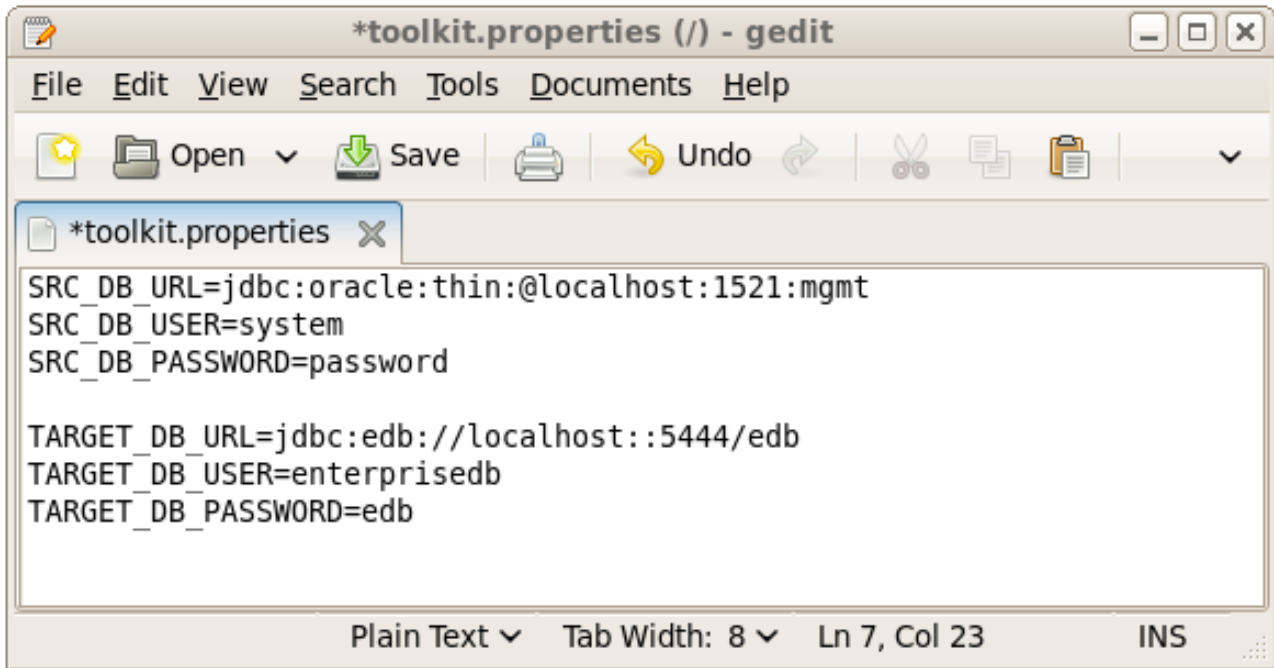 *toolkit.properties (/) - gedit
File Edit View Search Tools Documents Help
Open Save Undo
*toolkit.properties
SRC_DB_URL=jdbc:oracle:thin:@localhost:1521:mgmt
SRC_DB_USER=system
SRC_DB_PASSWORD=password
TARGET_DB_URL=jdbc:edb://localhost::5444/edb
TARGET_DB_USER=enterprisedb
TARGET_DB_PASSWORD=edb
Plain Text Tab Width: 8 Ln 7, Col 23 INS